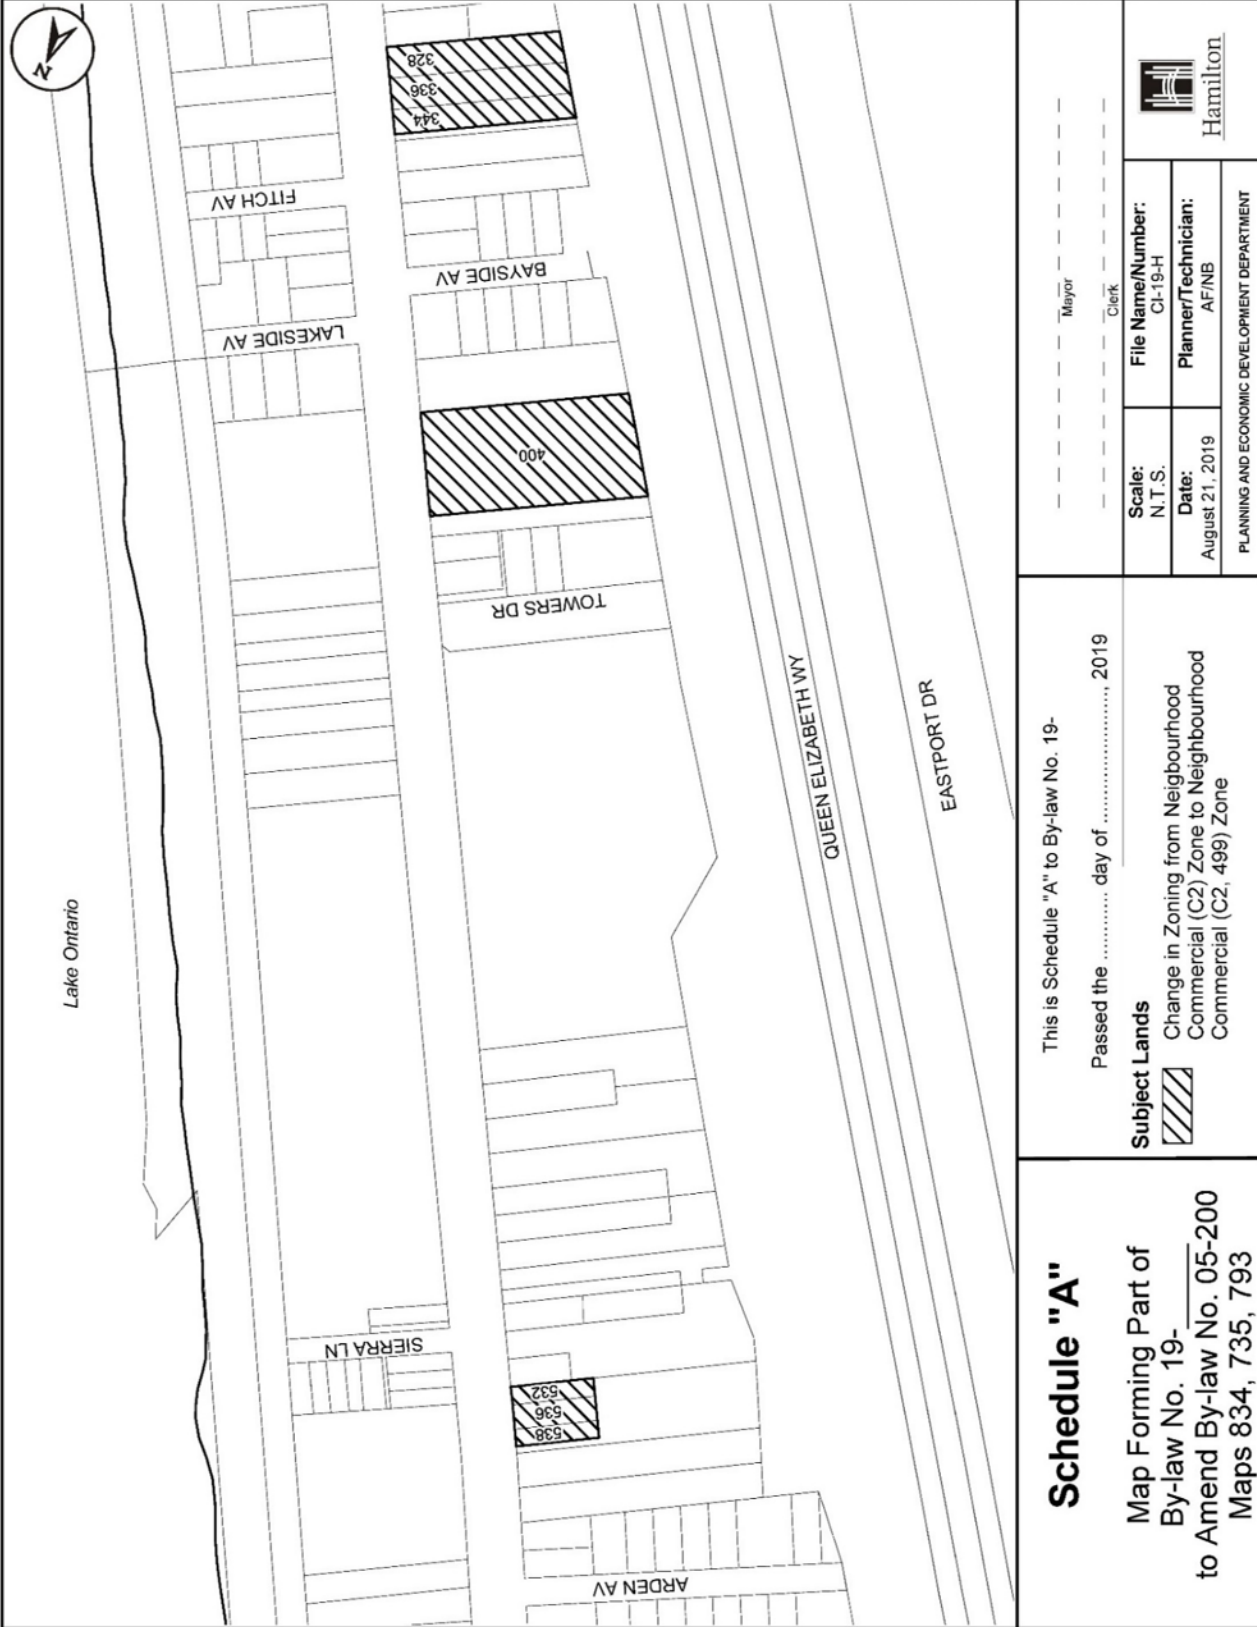 N
Lake Ontario
FITCH AV
LAKESIDE AV
SIERRA LN
328
336
344
BAYSIDE AV
400
TOWERS DR
532
536
538
ARDEN AV
QUEEN ELIZABETH WY
EASTPORT DR
Schedule "A"
Map Forming Part of
By-law No. 19-______
to Amend By-law No. 05-200
Maps 834, 735, 793
This is Schedule "A" to By-law No. 19-
Passed the ............ day of ........................, 2019
Subject Lands
Change in Zoning from Neigbourhood
Commercial (C2) Zone to Neighbourhood
Commercial (C2, 499) Zone
Mayor
Clerk
Scale:
N.T.S.
File Name/Number:
CI-19-H
Date:
August 21, 2019
Planner/Technician:
AF/NB
PLANNING AND ECONOMIC DEVELOPMENT DEPARTMENT
Hamilton